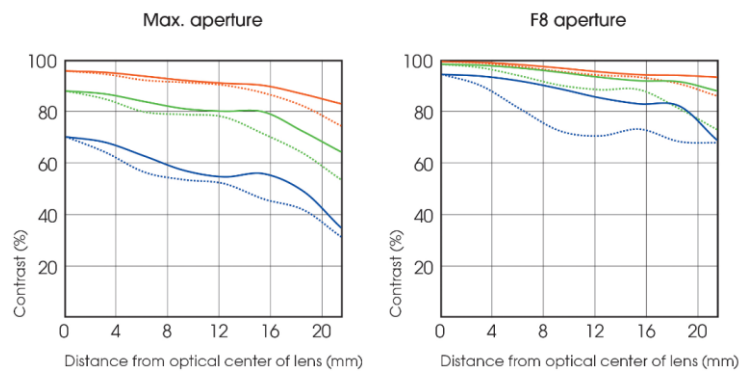 Max. aperture
F8 aperture
100
80
60
40
20
Contrast (%)
0 4 8 12 16 20
Distance from optical center of lens (mm)
100
80
60
40
20
Contrast (%)
0 4 8 12 16 20
Distance from optical center of lens (mm)